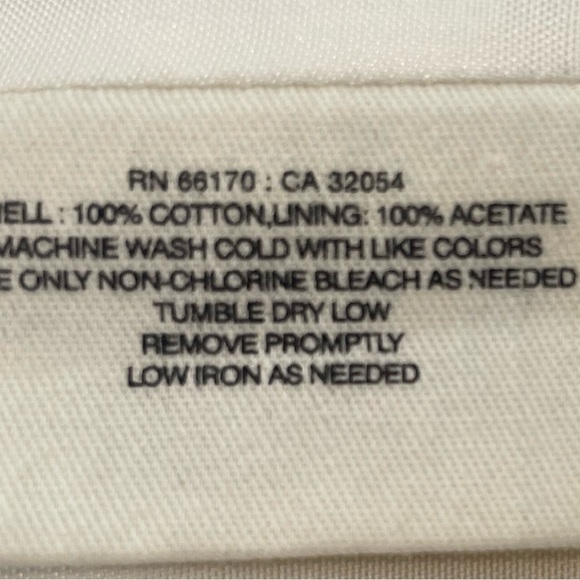 RN 66170 : CA 32054
HELL : 100% COTTON,LINING: 100% ACETATE
MACHINE WASH COLD WITH LIKE COLORS
E ONLY NON-CHLORINE BLEACH AS NEEDED
TUMBLE DRY LOW
REMOVE PROMPTLY
LOW IRON AS NEEDED